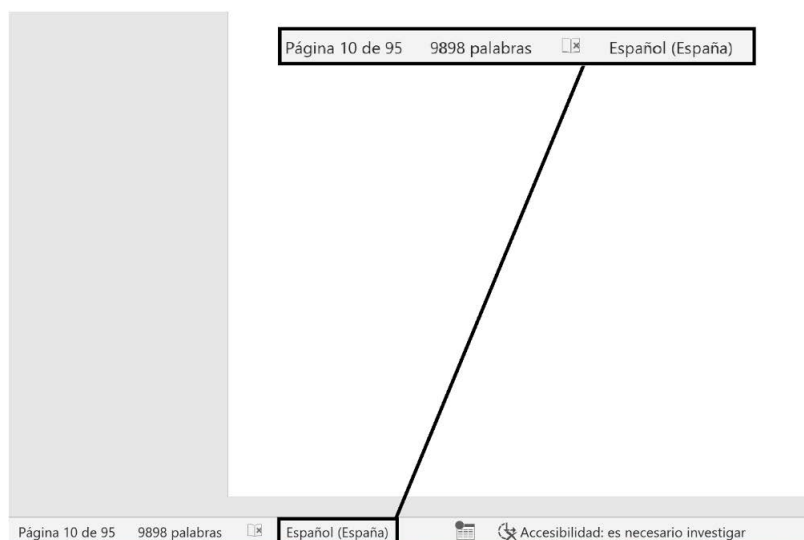 Página 10 de 95 9898 palabras Español (España)
Página 10 de 95 9898 palabras Español (España) Accesibilidad: es necesario investigar